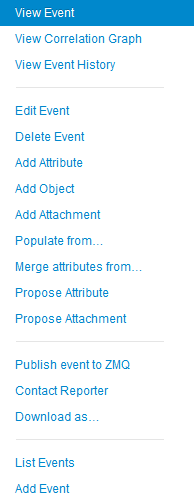 View Event
View Correlation Graph
View Event History
Edit Event
Delete Event
Add Attribute
Add Object
Add Attachment
Populate from...
Merge attributes from...
Propose Attribute
Propose Attachment
Publish event to ZMQ
Contact Reporter
Download as...
List Events
Add Event